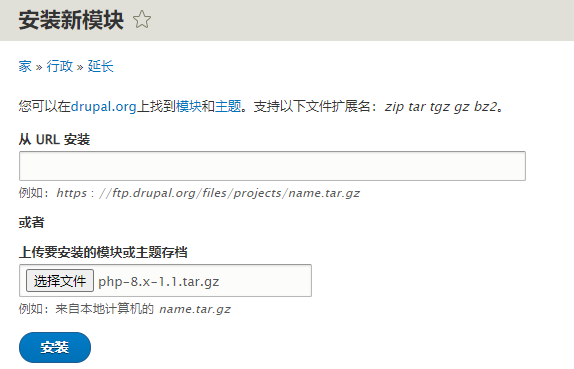 安装新模块
家 » 行政 » 延长
您可以在drupal.org上找到模块和主题。支持以下文件扩展名：zip tar tgz gz bz2。
从 URL 安装
例如：https : //ftp.drupal.org/files/projects/name.tar.gz
或者
上传要安装的模块或主题存档
选择文件 php-8.x-1.1.tar.gz
例如：来自本地计算机的 name.tar.gz
安装